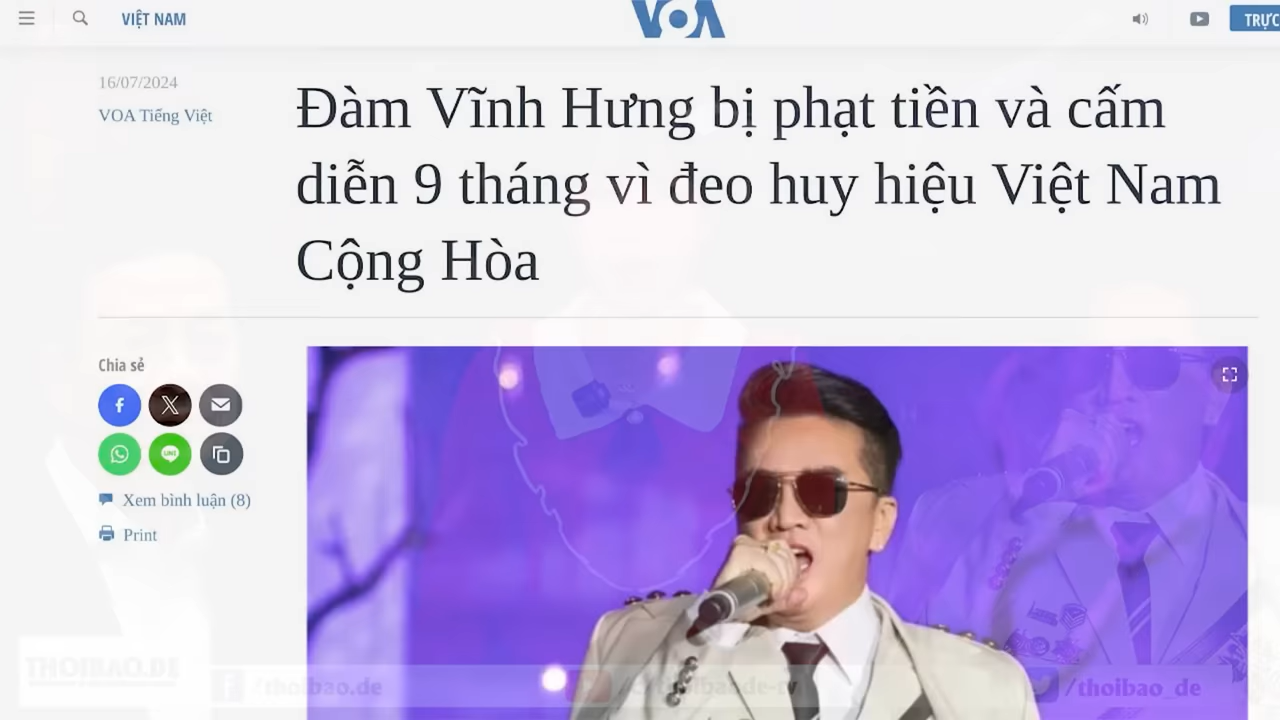 VIỆT NAM
VOA
TRỰC
16/07/2024
VOA Tiếng Việt
Đàm Vĩnh Hưng bị phạt tiền và cấm
diễn 9 tháng vì đeo huy hiệu Việt Nam
Cộng Hòa
Chia sẻ
Xem bình luận (8)
Print
THOIBAO.DE
/thoibao.de
/thoibao_de